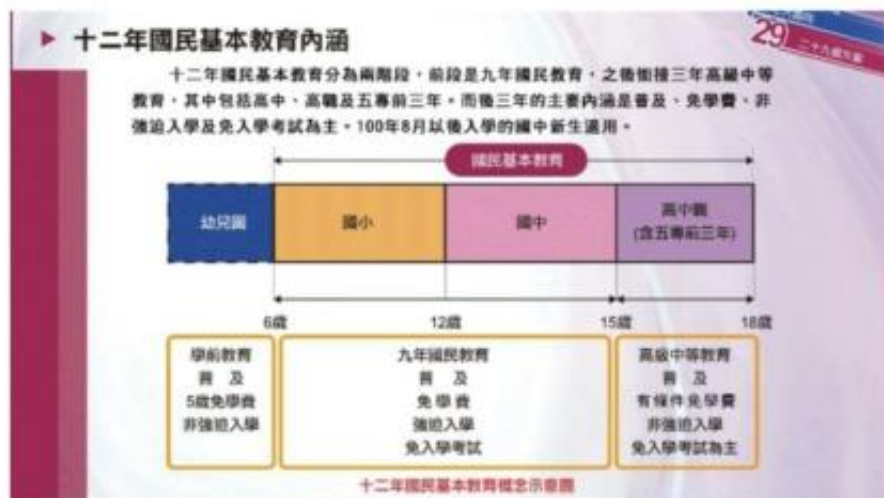 29
▶ 十二年國民基本教育內涵
十二年國民基本教育分為兩階段,前段是九年國民教育,之後銜接三年高級中等
教育,其中包括高中、高職及五專前三年。而後三年的主要內涵是普及、免學費、非
強迫入學及免入學考試為主。100年8月以後入學的國中新生適用。
國民基本教育
幼兒園
國小
國中
高中職
(含五專前三年)
6歲
12歲
15歲
18歲
學前教育
普 及
5歲免學費
非強迫入學
九年國民教育
普 及
免 學 費
強迫入學
免入學考試
高級中等教育
普 及
有條件免學費
非強迫入學
免入學考試為主
十二年國民基本教育概念示意圖